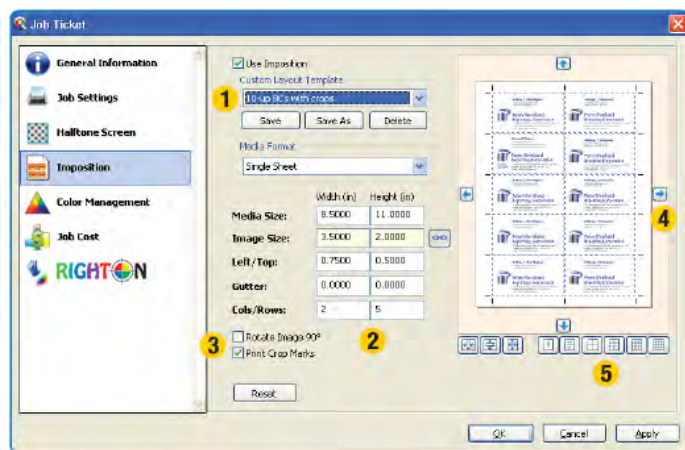 Job Ticket
General Information
Job Settings
Halftone Screen
Imposition
Color Management
Job Cost
RIGHTON
Use Imposition
Custom Layout Template
1
10-up BCs with crops
Save
Save As
Delete
Media Format
Single Sheet
Width (in)
Height (in)
Media Size:
8.5000
11.0000
Image Size:
3.5000
2.0000
Left/Top:
0.7500
0.5000
Gutter:
0.0000
0.0000
Cols/Rows:
2
5
3
Rotate Image 90°
2
Print Crop Marks
Reset
4
5
OK
Cancel
Apply